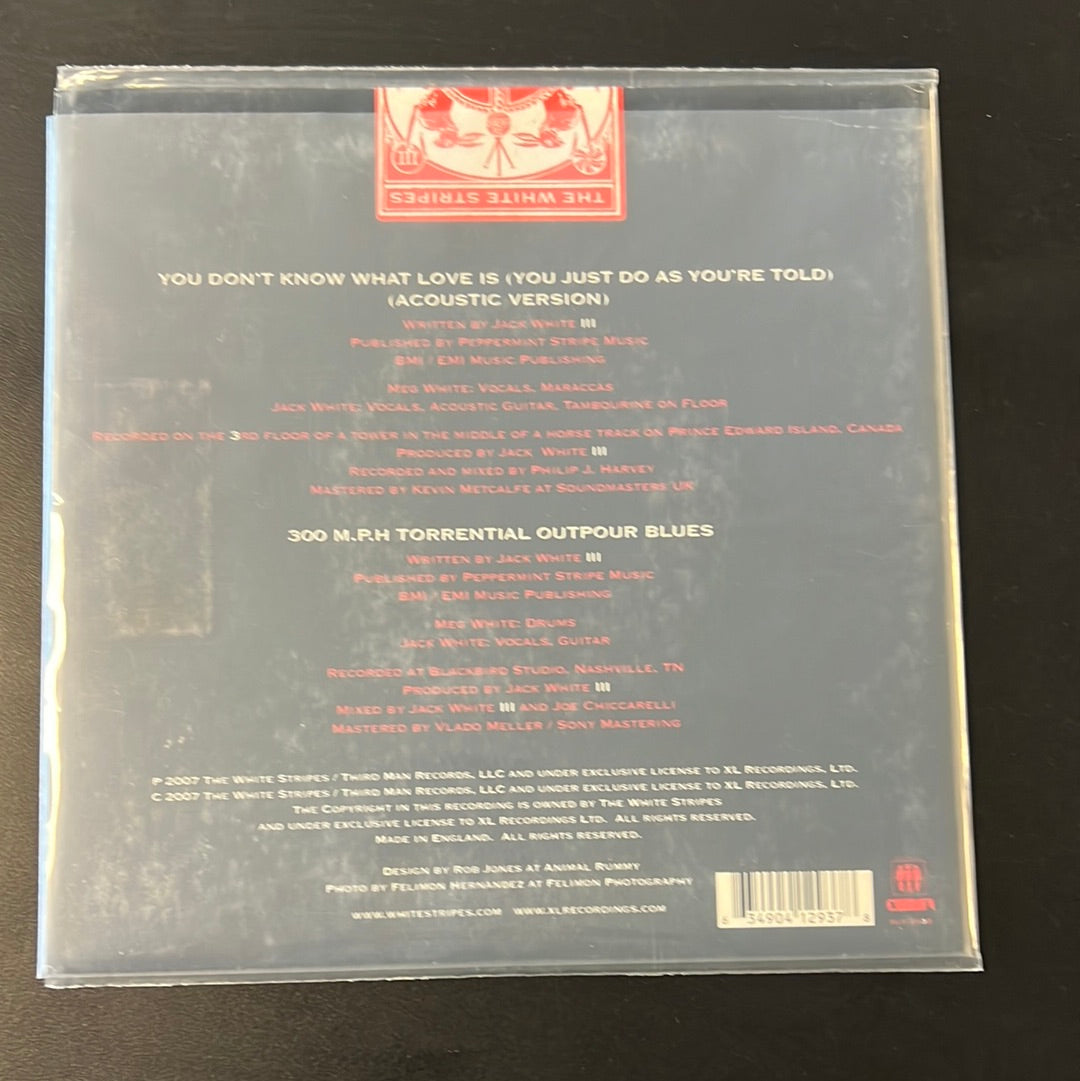 III
THE WHITE STRIPES
YOU DON'T KNOW WHAT LOVE IS (YOU JUST DO AS YOU'RE TOLD)
(ACOUSTIC VERSION)
WRITTEN BY JACK WHITE III
PUBLISHED BY PEPPERMINT STRIPE MUSIC
BMI / EMI MUSIC PUBLISHING
MEG WHITE: VOCALS, MARACCAS
JACK WHITE: VOCALS, ACOUSTIC GUITAR, TAMBOURINE ON FLOOR
RECORDED ON THE 3RD FLOOR OF A TOWER IN THE MIDDLE OF A HORSE TRACK ON PRINCE EDWARD ISLAND, CANADA
PRODUCED BY JACK WHITE III
RECORDED AND MIXED BY PHILIP J. HARVEY
MASTERED BY KEVIN METCALFE AT SOUNDMASTERS UK
300 M.P.H TORRENTIAL OUTPOUR BLUES
WRITTEN BY JACK WHITE III
PUBLISHED BY PEPPERMINT STRIPE MUSIC
BMI / EMI MUSIC PUBLISHING
MEG WHITE: DRUMS
JACK WHITE: VOCALS, GUITAR
RECORDED AT BLACKBIRD STUDIO, NASHVILLE, TN
PRODUCED BY JACK WHITE III
MIXED BY JACK WHITE III AND JOE CHICCARELLI
MASTERED BY VLADO MELLER / SONY MASTERING
P 2007 THE WHITE STRIPES / THIRD MAN RECORDS, LLC AND UNDER EXCLUSIVE LICENSE TO XL RECORDINGS, LTD.
C 2007 THE WHITE STRIPES / THIRD MAN RECORDS, LLC AND UNDER EXCLUSIVE LICENSE TO XL RECORDINGS, LTD.
THE COPYRIGHT IN THIS RECORDING IS OWNED BY THE WHITE STRIPES
AND UNDER EXCLUSIVE LICENSE TO XL RECORDINGS LTD. ALL RIGHTS RESERVED.
MADE IN ENGLAND. ALL RIGHTS RESERVED.
DESIGN BY ROB JONES AT ANIMAL RUMMY
PHOTO BY FELIMON HERNANDEZ AT FELIMON PHOTOGRAPHY
WWW.WHITESTRIPES.COM WWW.XLRECORDINGS.COM
6 34904 12937 8